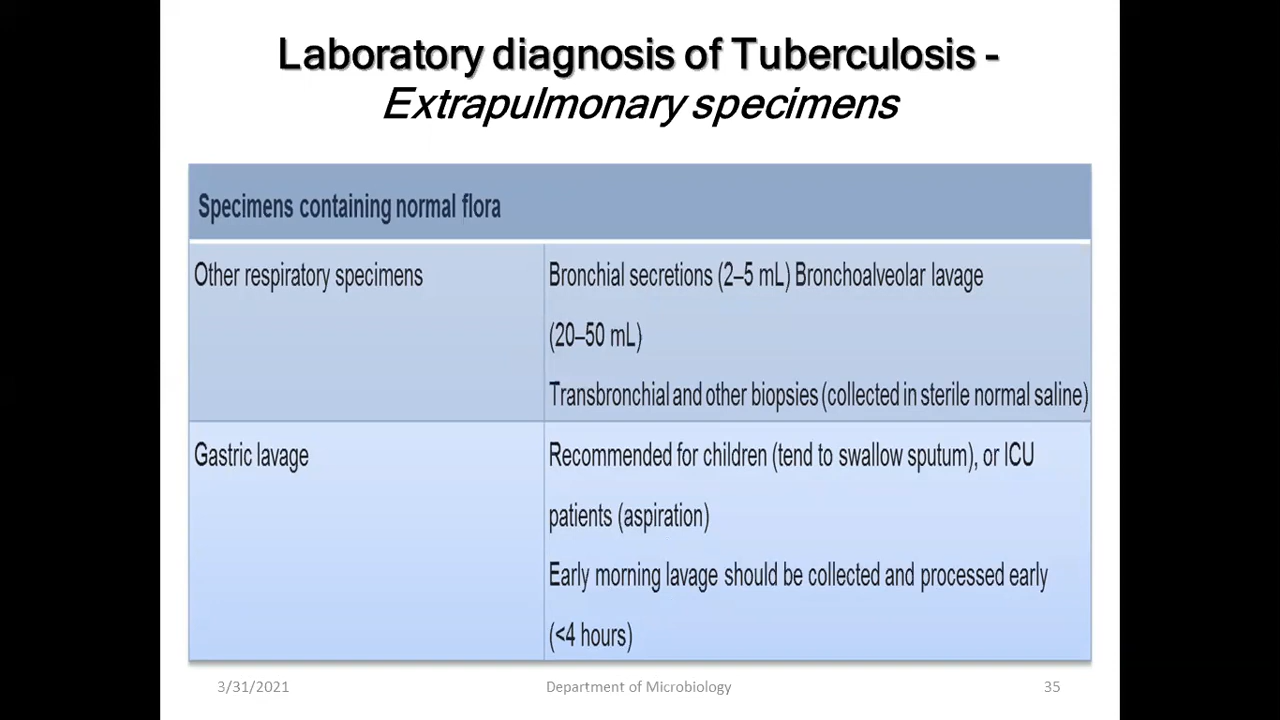 Laboratory diagnosis of Tuberculosis -
Extrapulmonary specimens
Specimens containing normal flora
Other respiratory specimens
Bronchial secretions (2–5 mL) Bronchoalveolar lavage
(20–50 mL)
Transbronchial and other biopsies (collected in sterile normal saline)
Gastric lavage
Recommended for children (tend to swallow sputum), or ICU
patients (aspiration)
Early morning lavage should be collected and processed early
(<4 hours)
3/31/2021
Department of Microbiology
35